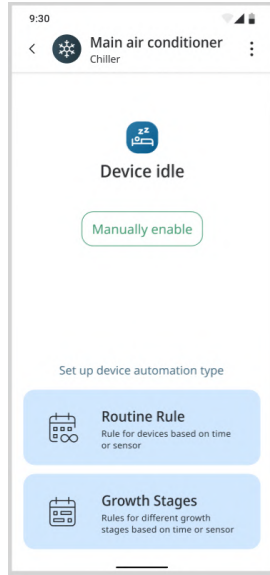 9:30
Main air conditioner
Chiller
zz
Device idle
Manually enable
Set up device automation type
Routine Rule
Rule for devices based on time
or sensor
Growth Stages
Rules for different growth
stages based on time or sensor